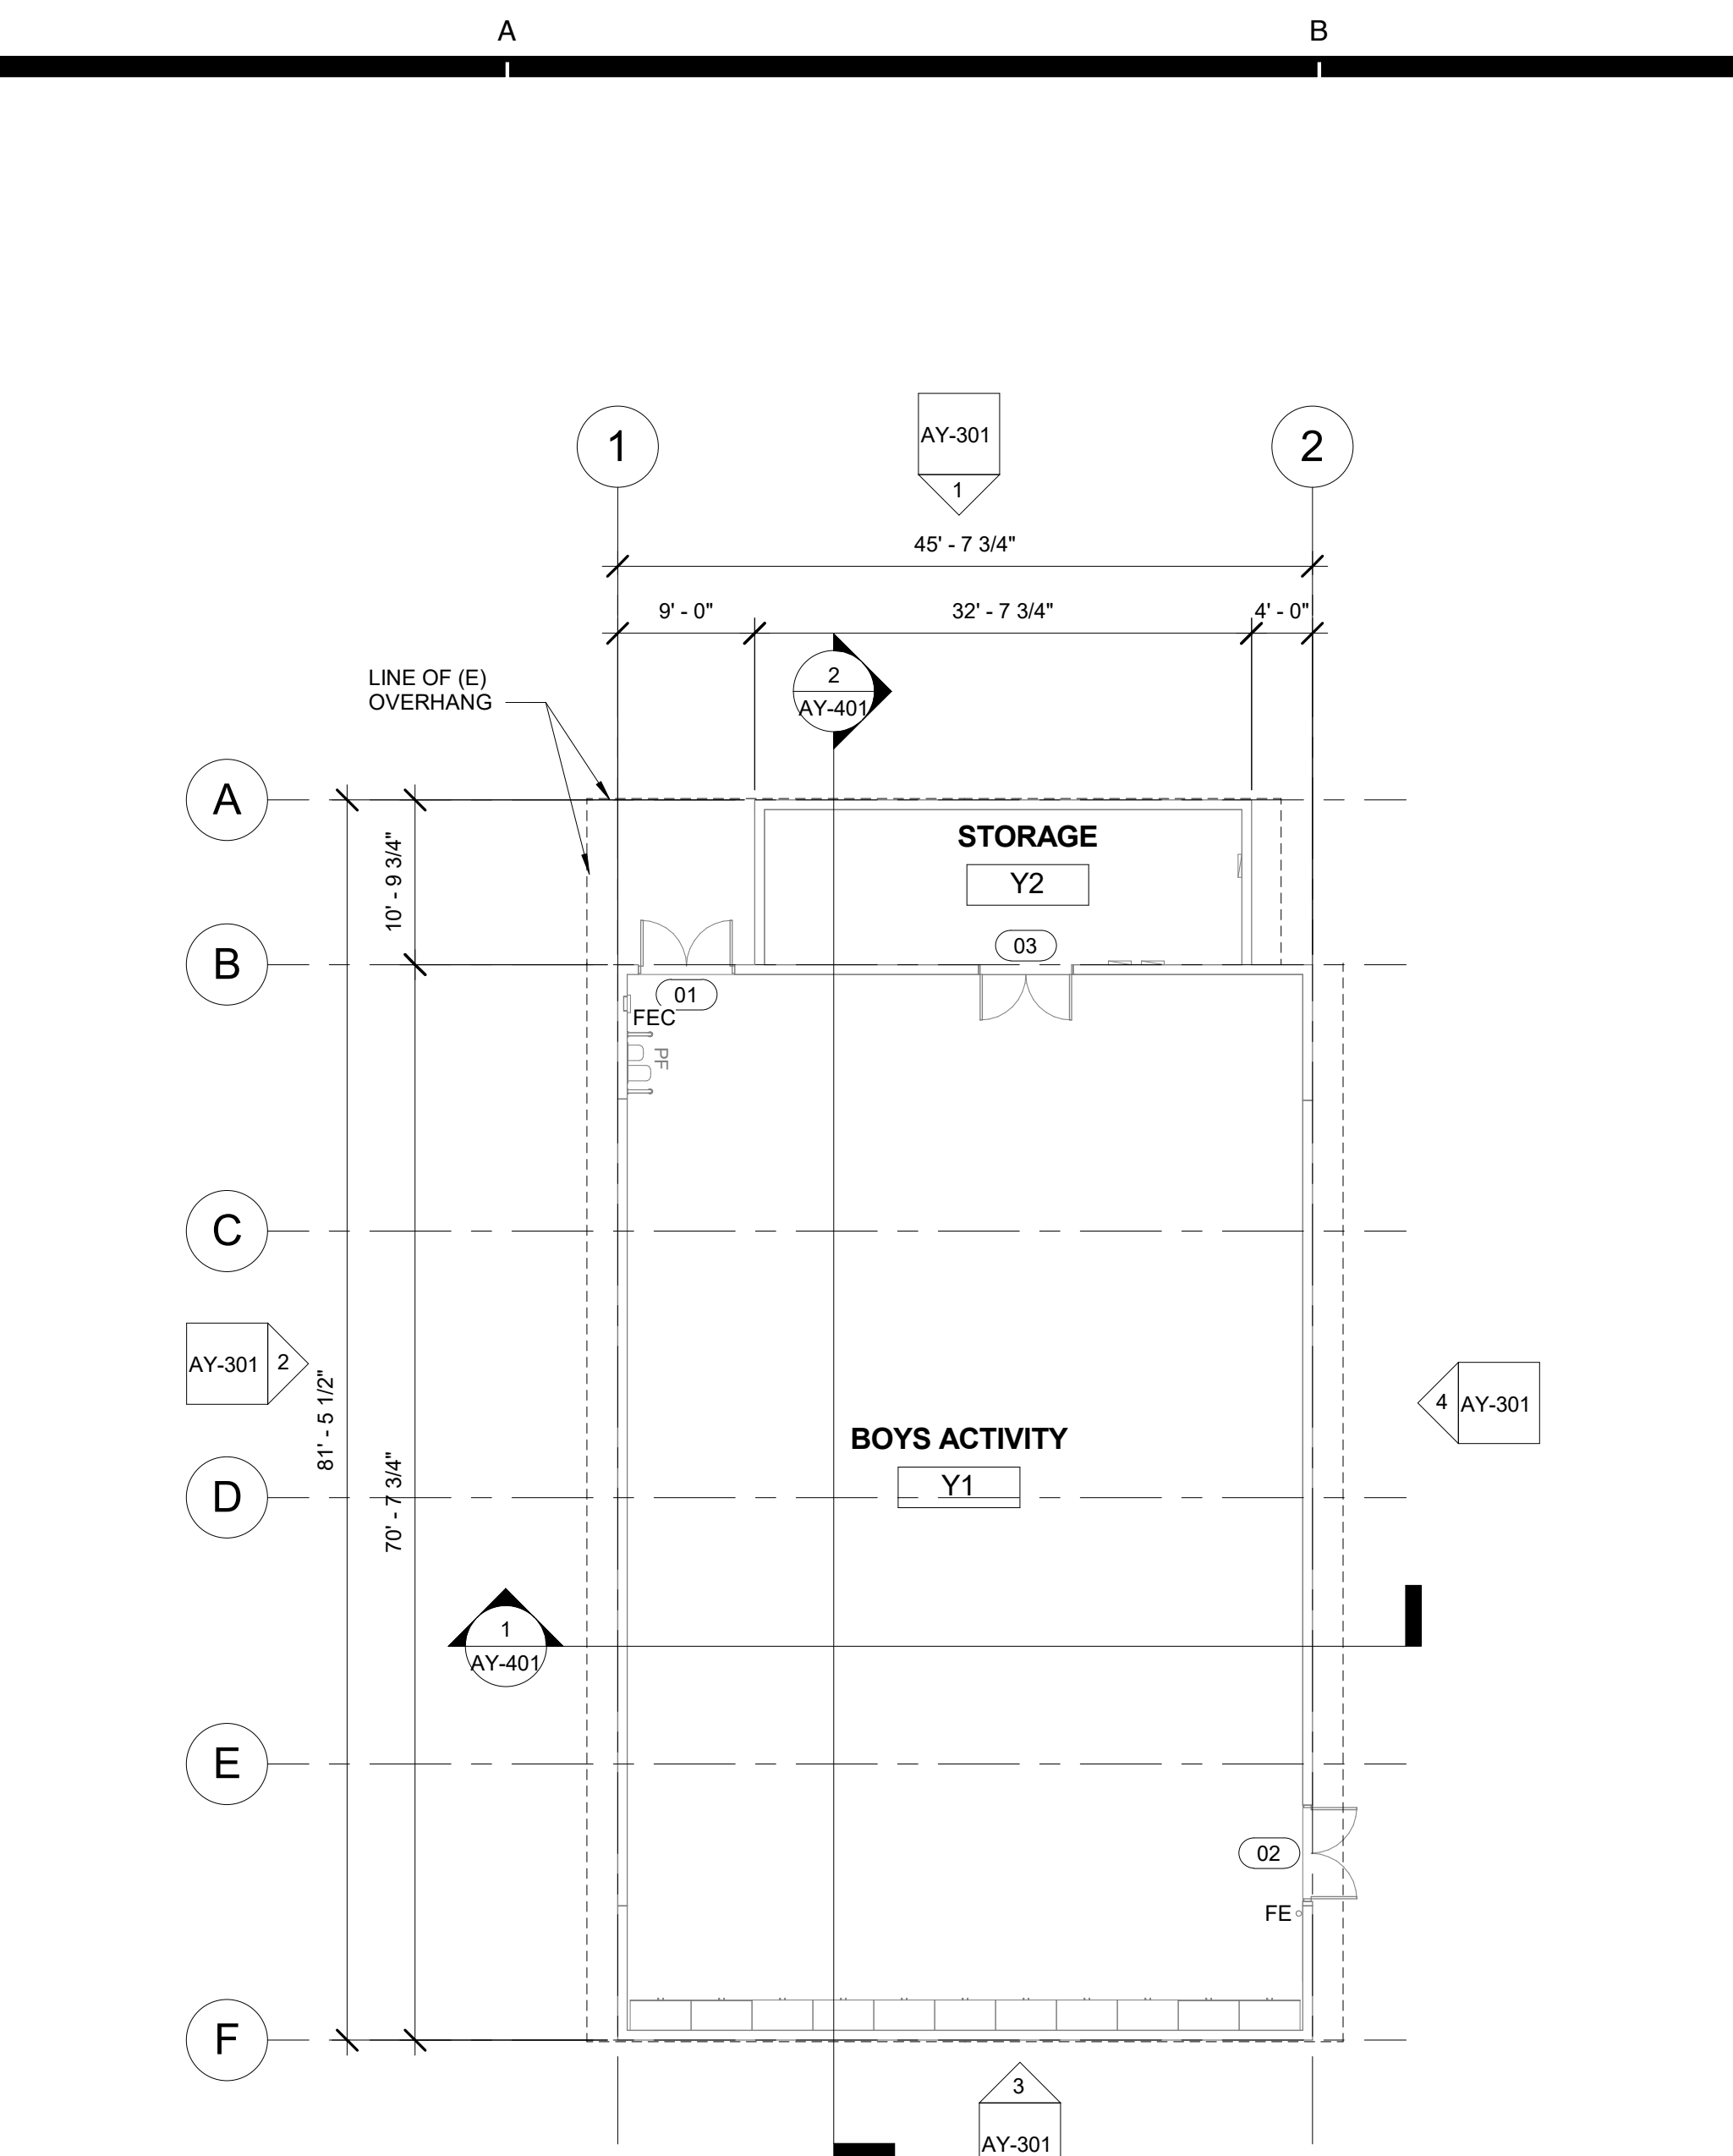 A
B
AY-301
1
2
1
45' - 7 3/4"
9' - 0"
32' - 7 3/4"
4' - 0"
LINE OF (E)
OVERHANG
2
AY-401
A
STORAGE
10' - 9 3/4"
Y2
B
03
01
FEC
PF
C
AY-301
2
81' - 5 1/2"
4
AY-301
BOYS ACTIVITY
Y1
D
70' - 7 3/4"
1
AY-401
E
02
FE
F
3
AY-301